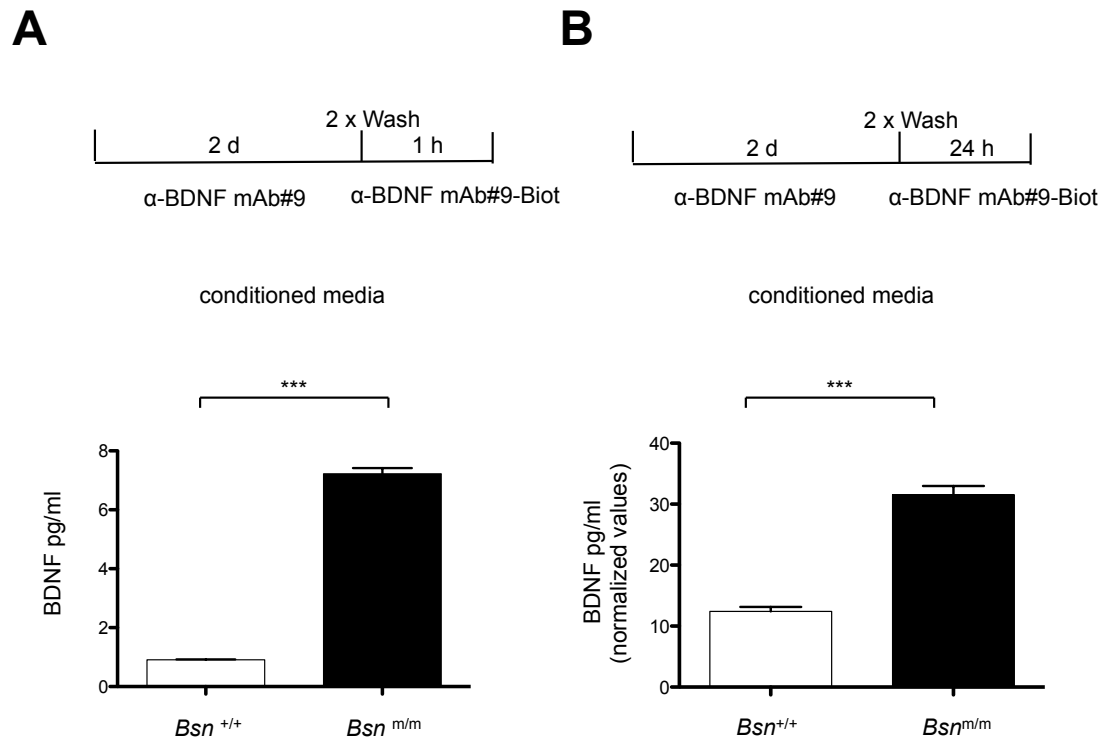 A
2 x Wash
2 d
1 h
α-BDNF mAb#9
α-BDNF mAb#9-Biot
conditioned media
***
8
6
4
2
0
BDNF pg/ml
Bsn +/+
Bsn m/m
B
2 x Wash
2 d
24 h
α-BDNF mAb#9
α-BDNF mAb#9-Biot
conditioned media
***
40
30
20
10
0
BDNF pg/ml
(normalized values)
Bsn+/+
Bsnm/m